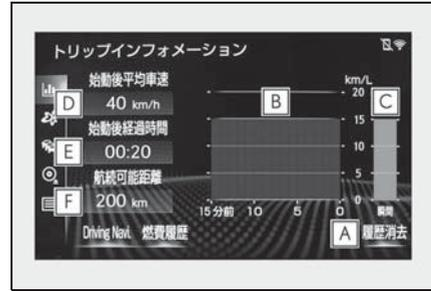 トリップインフォメーション
始動後平均車速
km/L
D
40 km/h
B
20
C
始動後経過時間
15
E
00:20
10
航続可能距離
5
F
200 km
0
15分前 10 5 0 瞬間
Driving Navi. 燃費履歴
A
履歴消去